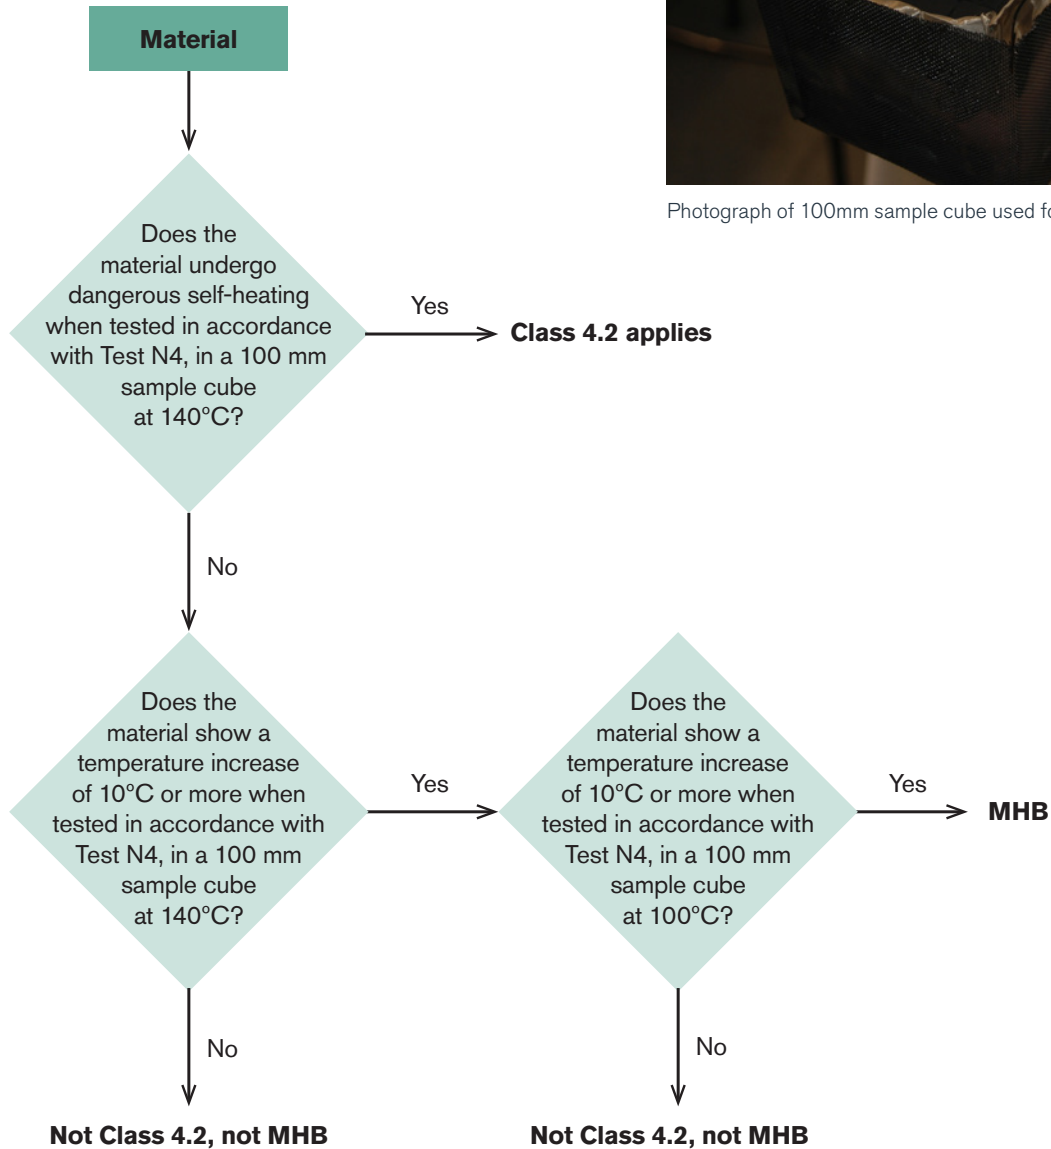 Material
Photograph of 100mm sample cube used
Does the
material undergo
dangerous self-heating
when tested in accordance
with Test N4, in a 100 mm
sample cube
at 140°C?
Yes
Class 4.2 applies
No
Does the
material show a
temperature increase
of 10°C or more when
tested in accordance with
Test N4, in a 100 mm
sample cube
at 140°C?
Yes
Does the
material show a
temperature increase
of 10°C or more when
tested in accordance with
Test N4, in a 100 mm
sample cube
at 100°C?
Yes
MHB
No
No
Not Class 4.2, not MHB
Not Class 4.2, not MHB